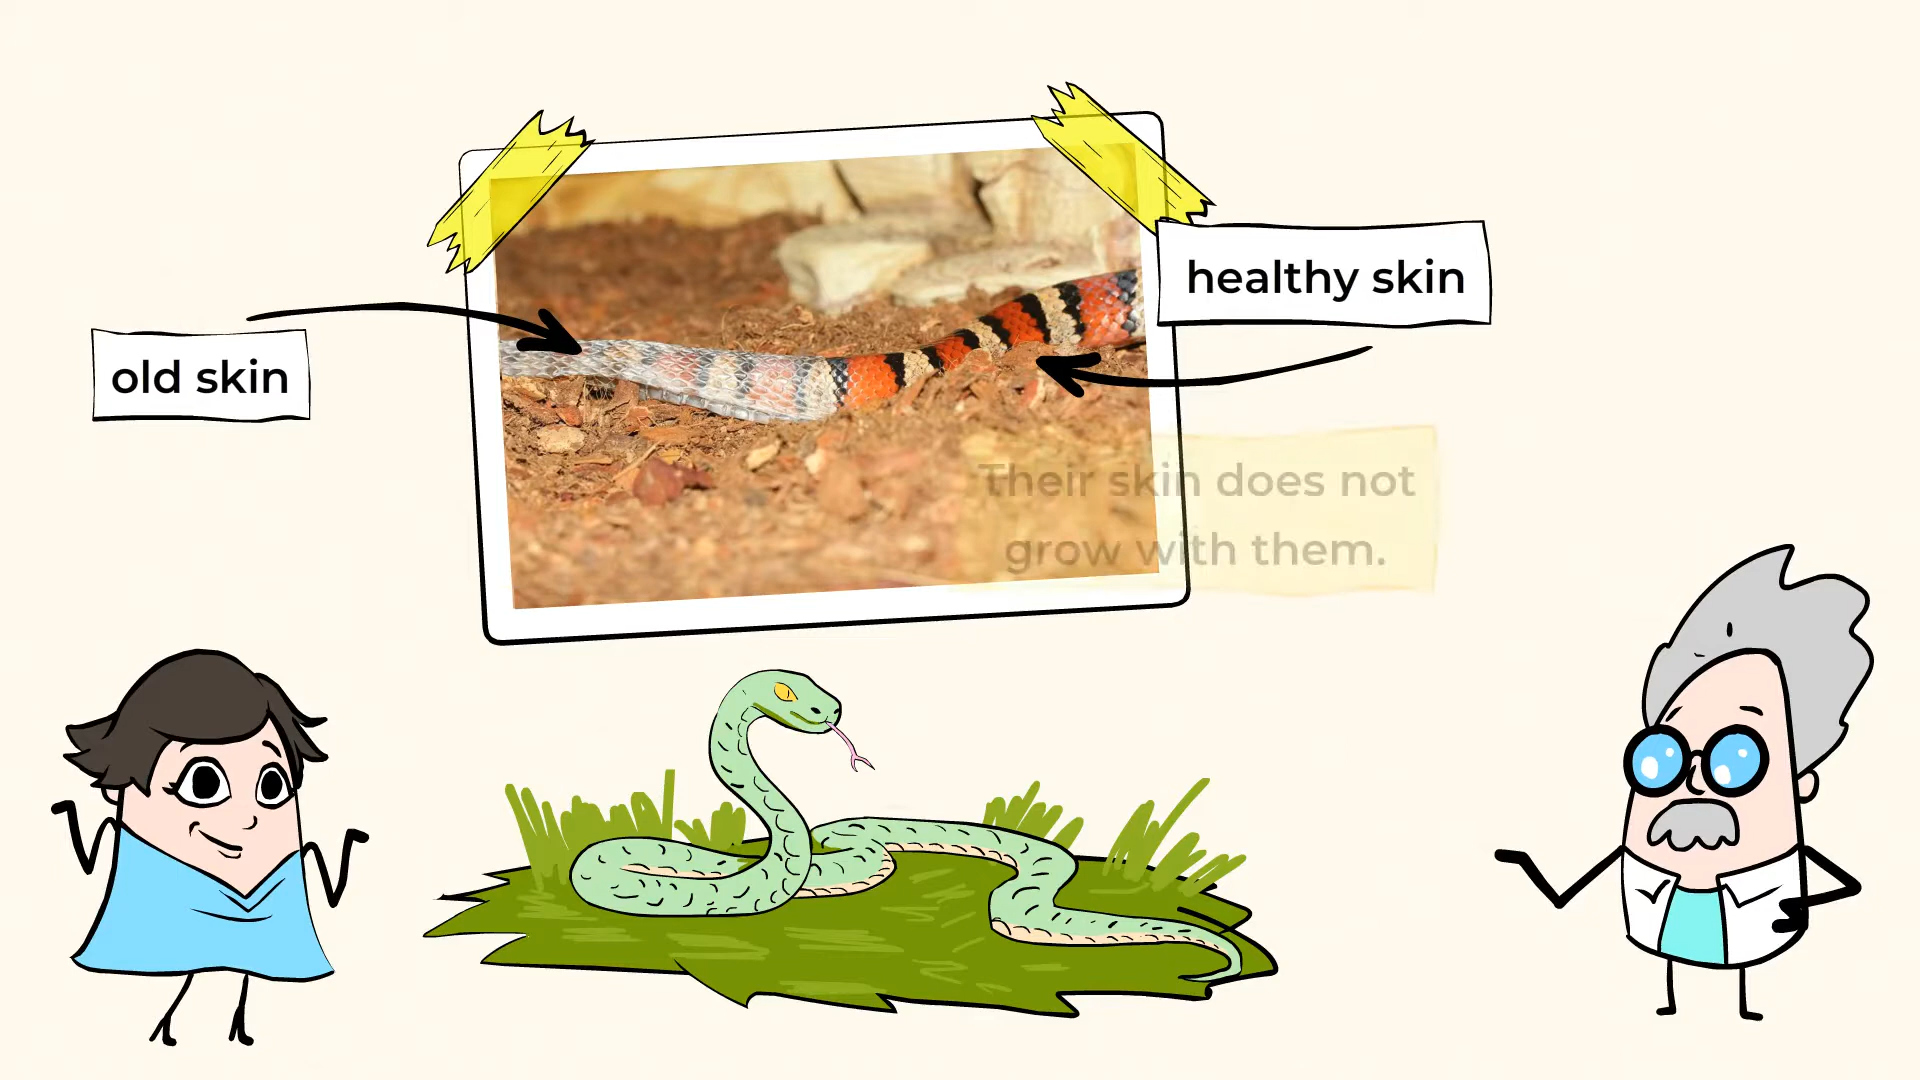 healthy skin
old skin
Their skin does not
grow with them.